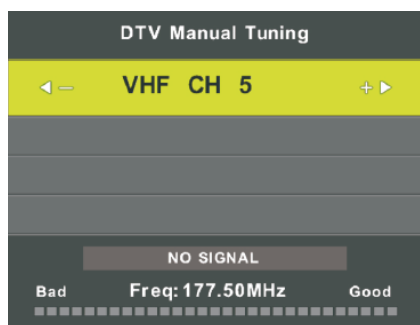 DTV Manual Tuning
VHF CH 5
NO SIGNAL
Bad Freq:177.50MHz Good